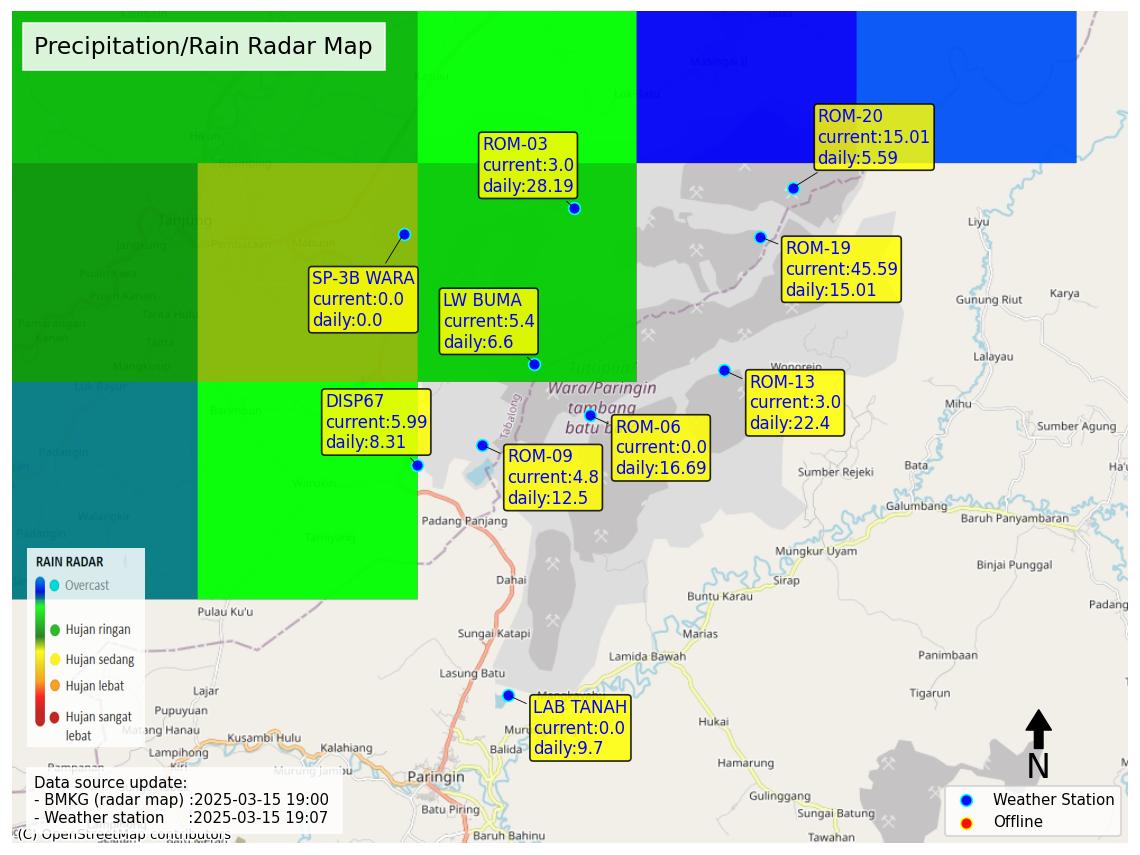 Precipitation/Rain Radar Map
ROM-20
current:15.01
daily:5.59
ROM-03
current:3.0
daily:28.19
Tanjung
Liyu
ROM-19
current:45.59
daily:15.01
SP-3B WARA
current:0.0
daily:0.0
LW BUMA
current:5.4
daily:6.6
Gunung Riut
Karya
Lalayau
Wonorejo
Wara/Paringin
tambang
Tabalong
ROM-13
current:3.0
daily:22.4
DISP67
current:5.99
daily:8.31
ROM-06
current:0.0
daily:16.69
ROM-09
current:4.8
daily:12.5
Mihu
Sumber Agung
Bata
Sumber Rejeki
Galumbang
Baruh Panyambaran
Padang Panjang
Mungkur Uyam
Binjai Punggal
Dahai
Sirap
Buntu Karau
Padang
Pulau Ku'u
Sungai Katapi
Marias
Lamida Bawah
Panimbaan
Lasung Batu
Tigarun
RAIN RADAR
Overcast
Hujan ringan
Hujan sedang
Hujan lebat
Hujan sangat
lebat
Lajar
Pupuyuan
Matang Hanau
LAB TANAH
current:0.0
daily:9.7
Hukai
Kusambi Hulu
Lampihong
Kalahiang
Balida
Hamarung
Murung Jambu
Paringin
Gulinggang
N
Batu Piring
Sungai Batung
Baruh Bahinu
Tawahan
Data source update:
- BMKG (radar map) :2025-03-15 19:00
- Weather station :2025-03-15 19:07
(C) OpenStreetMap contributors
Weather Station
Offline